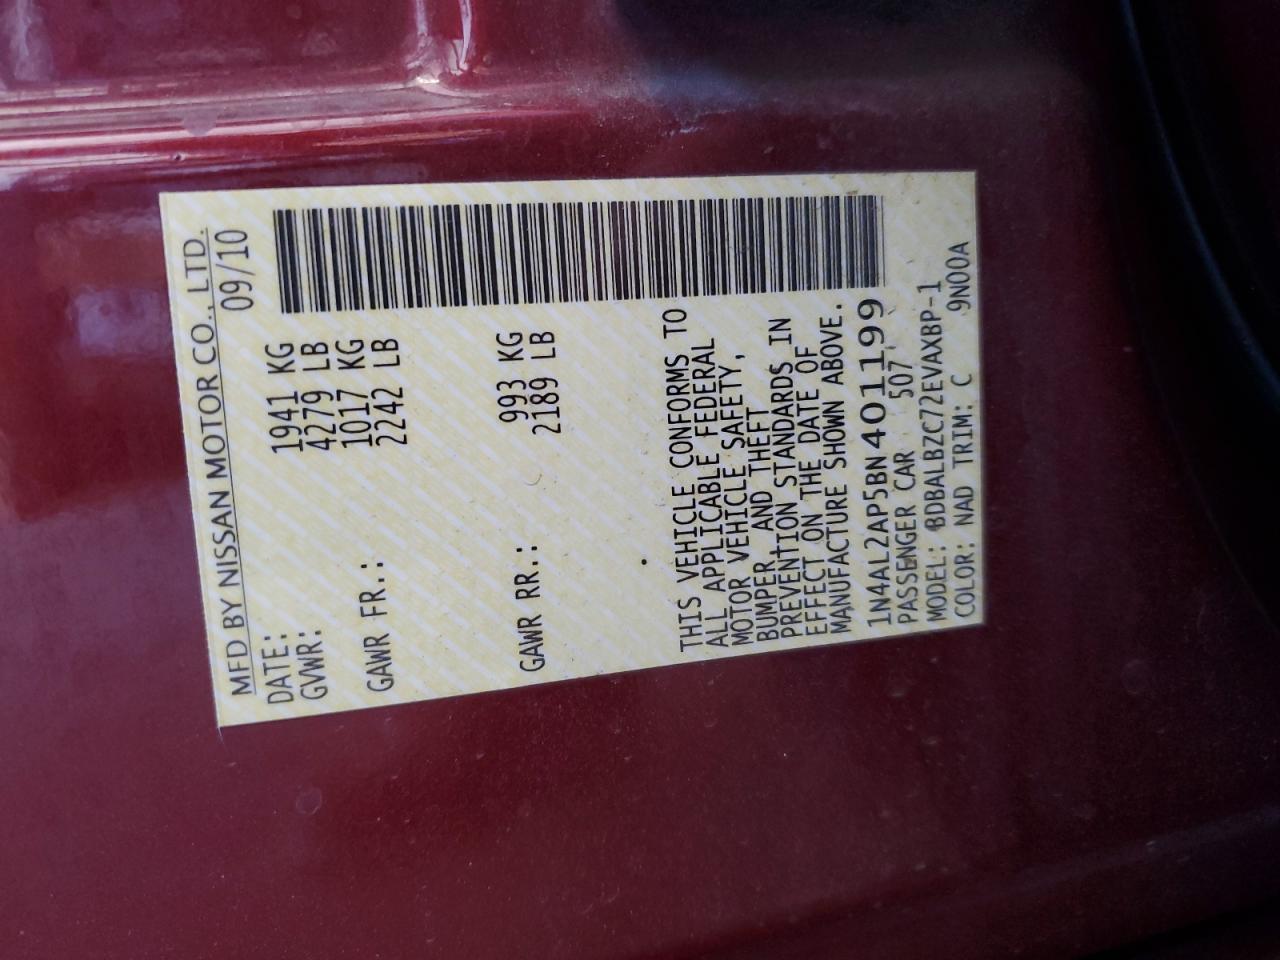 MFD BY NISSAN MOTOR CO., LTD.
DATE: 09/10
GVWR: 1941 KG
4279 LB
GAWR FR.: 1017 KG
2242 LB
GAWR RR.: 993 KG
2189 LB
THIS VEHICLE CONFORMS TO
ALL APPLICABLE FEDERAL
MOTOR VEHICLE SAFETY,
BUMPER, AND THEFT
PREVENTION STANDARDS IN
EFFECT ON THE DATE OF
MANUFACTURE SHOWN ABOVE.
1N4AL2AP5BN401199
PASSENGER CAR 507
MODEL: BDBALBZC72EVAXBP-1
COLOR: NAD TRIM: C 9N00A